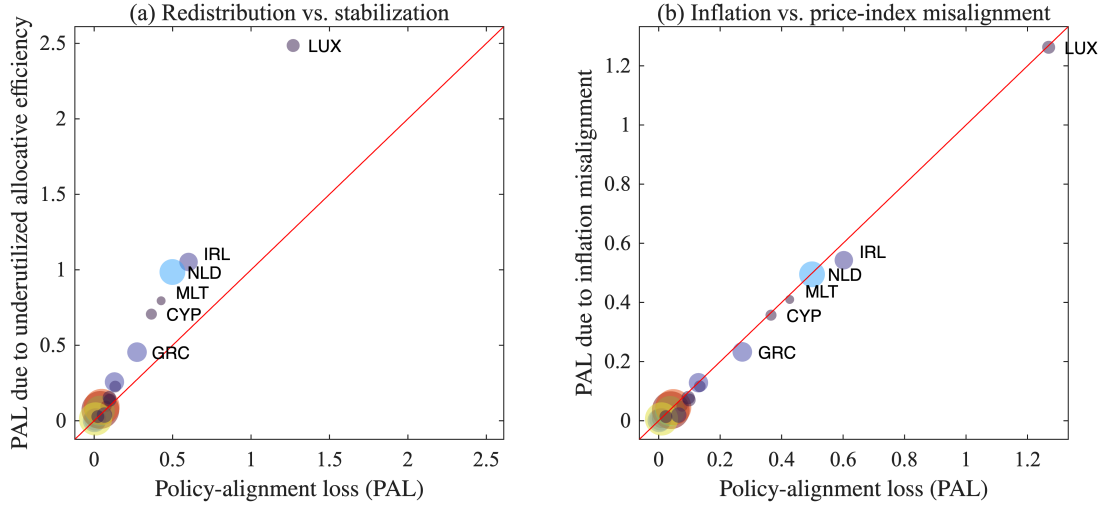 (a) Redistribution vs. stabilization
PAL due to underutilized allocative efficiency
2.5
2
1.5
1
0.5
0
LUX
IRL
NLD
MLT
CYP
GRC
0
0.5
1
1.5
2
2.5
Policy-alignment loss (PAL)
(b) Inflation vs. price-index misalignment
PAL due to inflation misalignment
1.2
1
0.8
0.6
0.4
0.2
0
LUX
IRL
NLD
MLT
CYP
GRC
0
0.2
0.4
0.6
0.8
1
1.2
Policy-alignment loss (PAL)